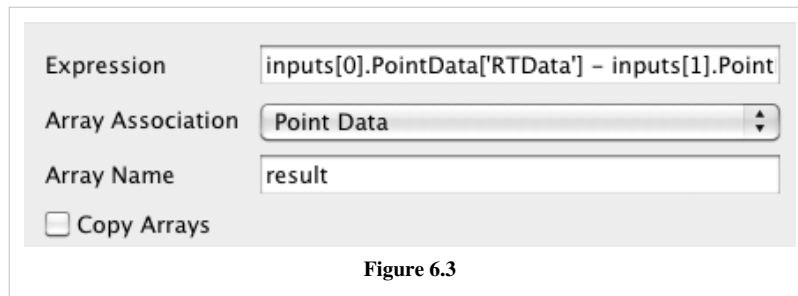 Expression inputs[0].PointData['RTData'] – inputs[1].Point
Array Association Point Data
Array Name result
Copy Arrays
Figure 6.3